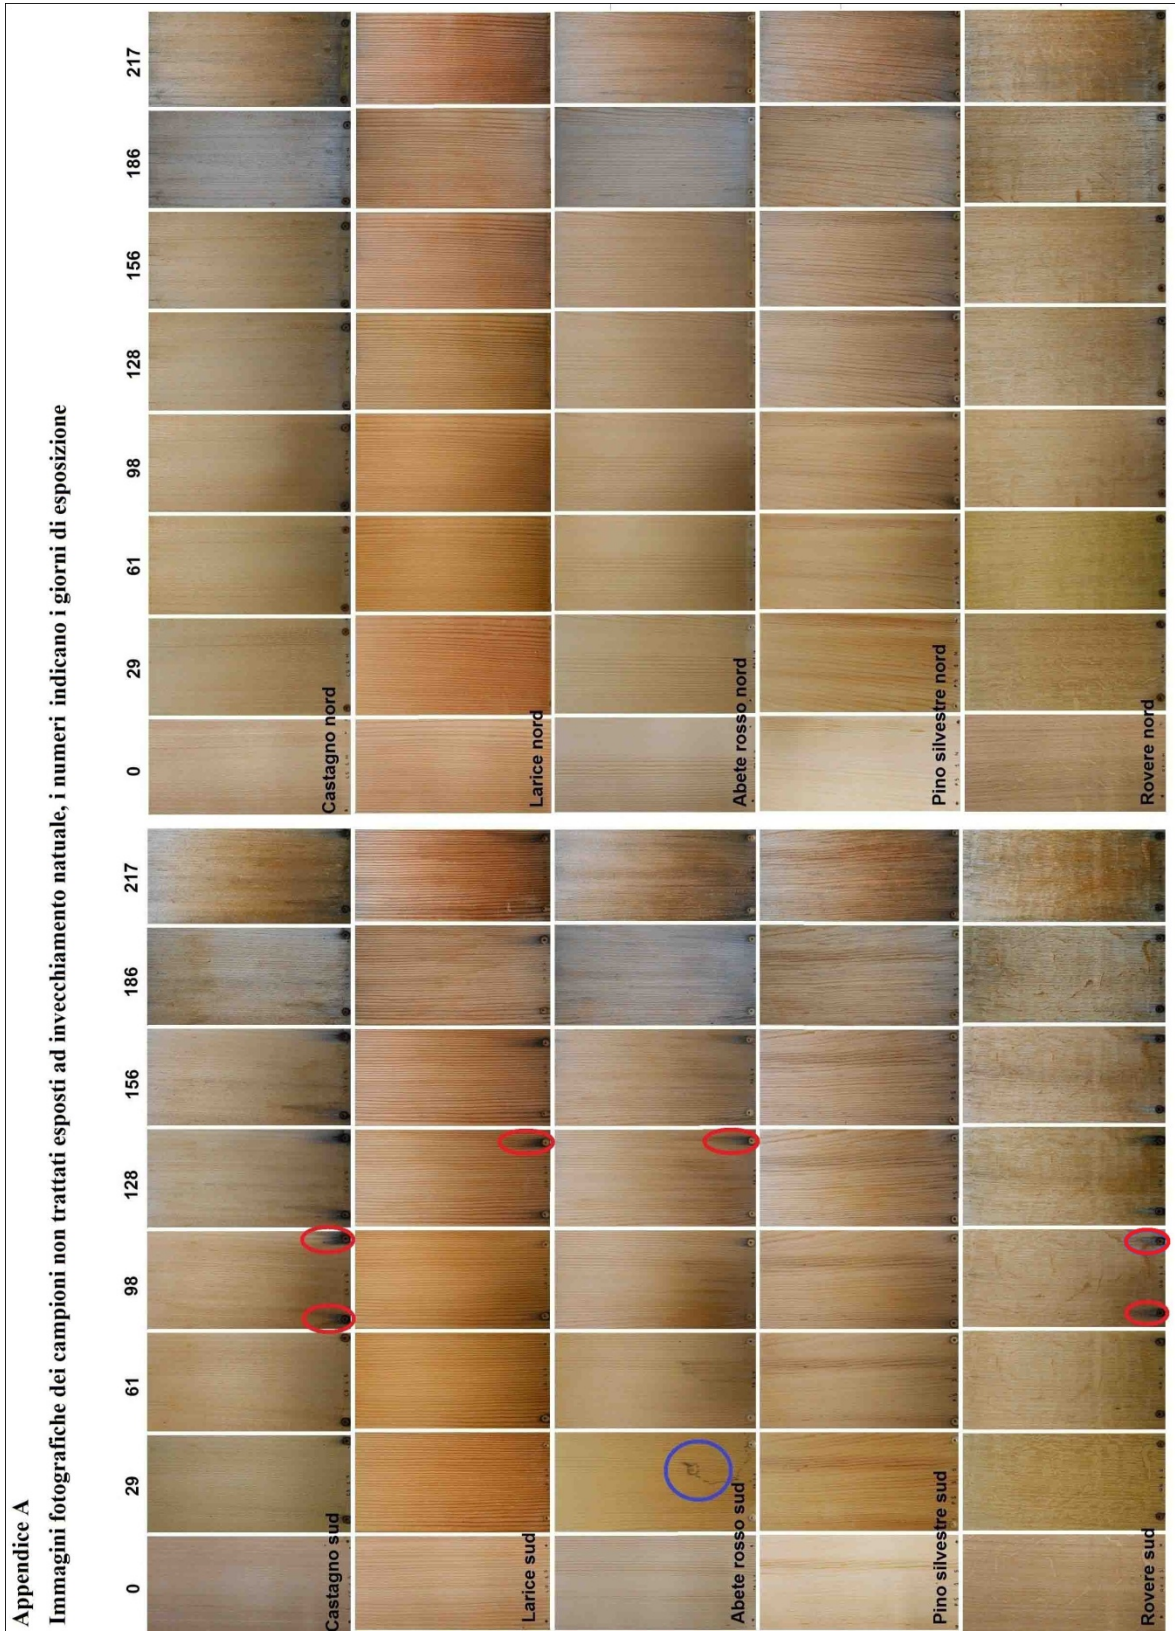 Appendice A
Immagini fotografiche dei campioni non trattati esposti ad invecchiamento natuale, i numeri indicano i giorni di esposizione
0 29 61 98 128 156 186 217 0 29 61 98 128 156 186 217
Castagno sud Castagno nord
Larice sud Larice nord
Abete rosso sud Abete rosso nord
Pino silvestre sud Pino silvestre nord
Rovere sud Rovere nord